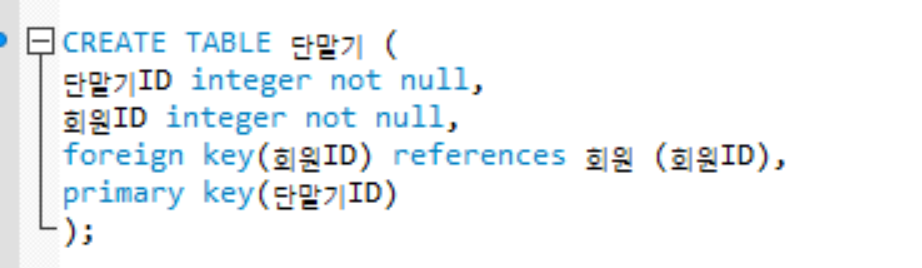 CREATE TABLE 단말기 (
단말기ID integer not null,
회원ID integer not null,
foreign key(회원ID) references 회원 (회원ID),
primary key(단말기ID)
);